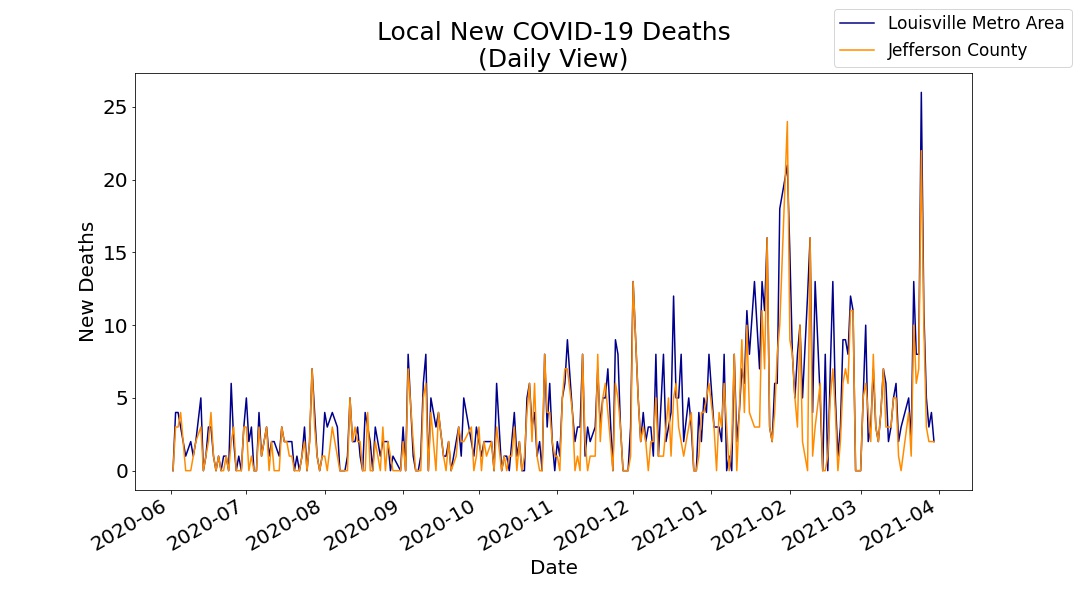 Local New COVID-19 Deaths
(Daily View)
Louisville Metro Area
Jefferson County
New Deaths
25
20
15
10
5
0
2020-06
2020-07
2020-08
2020-09
2020-10
2020-11
2020-12
2021-01
2021-02
2021-03
2021-04
Date